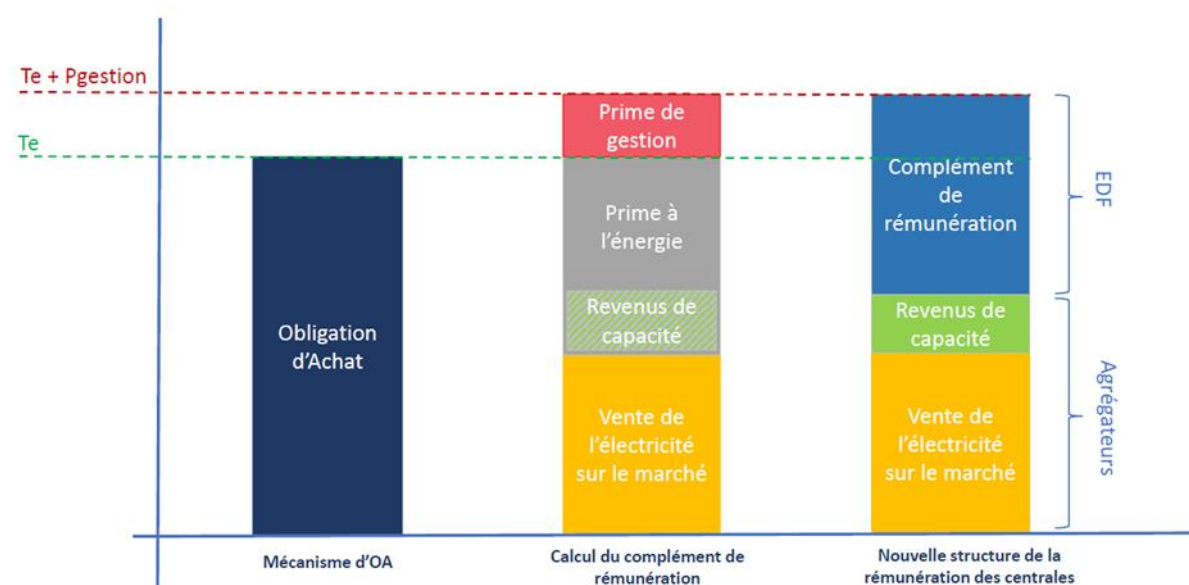 Te + Pgestion
Te
Obligation
d'Achat
Prime de
gestion
Prime à
l'énergie
Revenus de
capacité
Vente de
l'électricité
sur le marché
Complément
de
rémunération
Revenus de
capacité
Vente de
l'électricité
sur le marché
EDF
Agrégateurs
Mécanisme d'OA
Calcul du complément de
rémunération
Nouvelle structure de la
rémunération des centrales